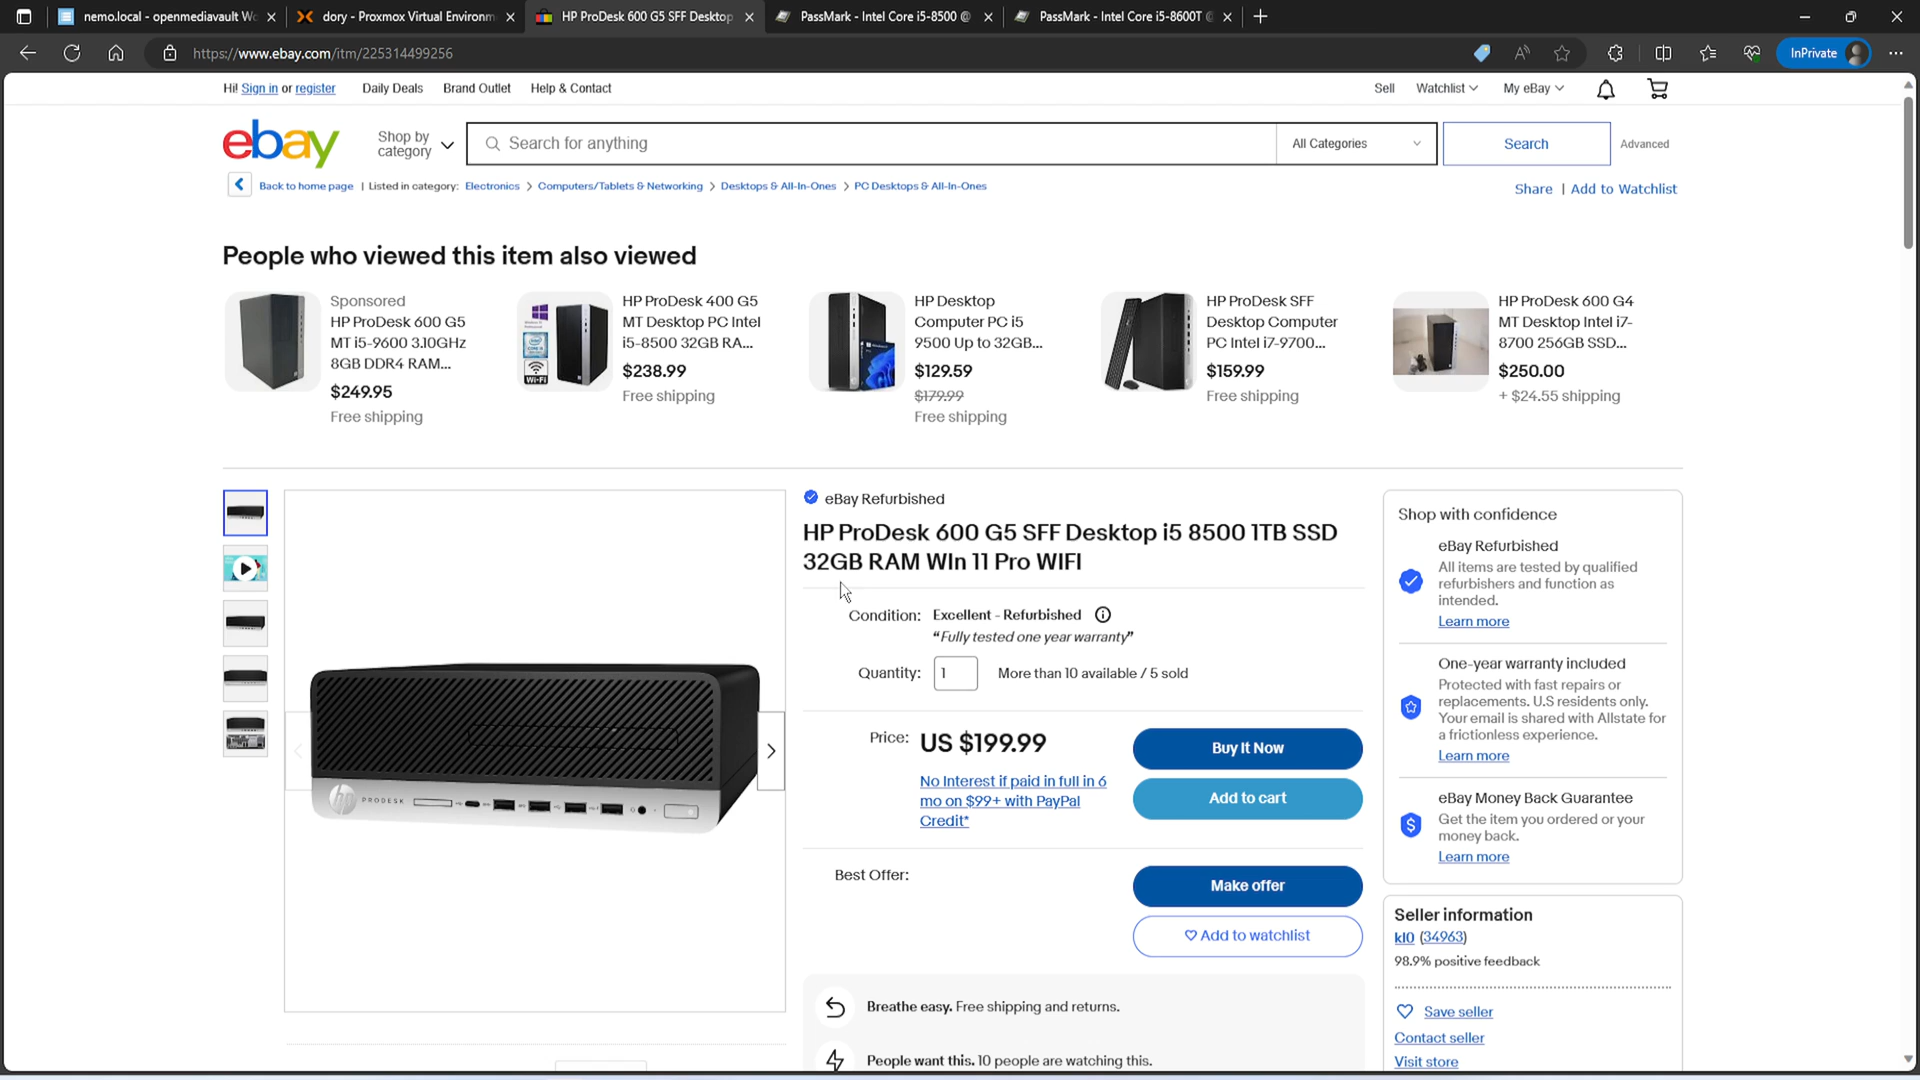 nemo.local - openmediavault Wo
dory - Proxmox Virtual Environm
HP ProDesk 600 G5 SFF Desktop
PassMark - Intel Core i5-8500 @
PassMark - Intel Core i5-8600T @
https://www.ebay.com/itm/225314499256
InPrivate
Hi! Sign in or register
Daily Deals
Brand Outlet
Help & Contact
Sell
Watchlist
My eBay
ebay
Shop by
category
Search for anything
All Categories
Search
Advanced
Back to home page | Listed in category: Electronics > Computers/Tablets & Networking > Desktops & All-In-Ones > PC Desktops & All-In-Ones
Share | Add to Watchlist
People who viewed this item also viewed
Sponsored
HP ProDesk 600 G5
MT i5-9600 3.10GHz
8GB DDR4 RAM...
$249.95
Free shipping
HP ProDesk 400 G5
MT Desktop PC Intel
i5-8500 32GB RA...
$238.99
Free shipping
HP Desktop
Computer PC i5
9500 Up to 32GB...
$129.59
$179.99
Free shipping
HP ProDesk SFF
Desktop Computer
PC Intel i7-9700...
$159.99
Free shipping
HP ProDesk 600 G4
MT Desktop Intel i7-
8700 256GB SSD...
$250.00
+ $24.55 shipping
eBay Refurbished
HP ProDesk 600 G5 SFF Desktop i5 8500 1TB SSD
32GB RAM WIn 11 Pro WIFI
Condition: Excellent - Refurbished
"Fully tested one year warranty"
Quantity: 1 More than 10 available / 5 sold
Price: US $199.99
No Interest if paid in full in 6
mo on $99+ with PayPal
Credit*
Buy It Now
Add to cart
Best Offer:
Make offer
Add to watchlist
Breathe easy. Free shipping and returns.
People want this. 10 people are watching this.
hp PRODESK
Shop with confidence
eBay Refurbished
All items are tested by qualified
refurbishers and function as
intended.
Learn more
One-year warranty included
Protected with fast repairs or
replacements. U.S residents only.
Your email is shared with Allstate for
a frictionless experience.
Learn more
eBay Money Back Guarantee
Get the item you ordered or your
money back.
Learn more
Seller information
kl0 (34963)
98.9% positive feedback
Save seller
Contact seller
Visit store